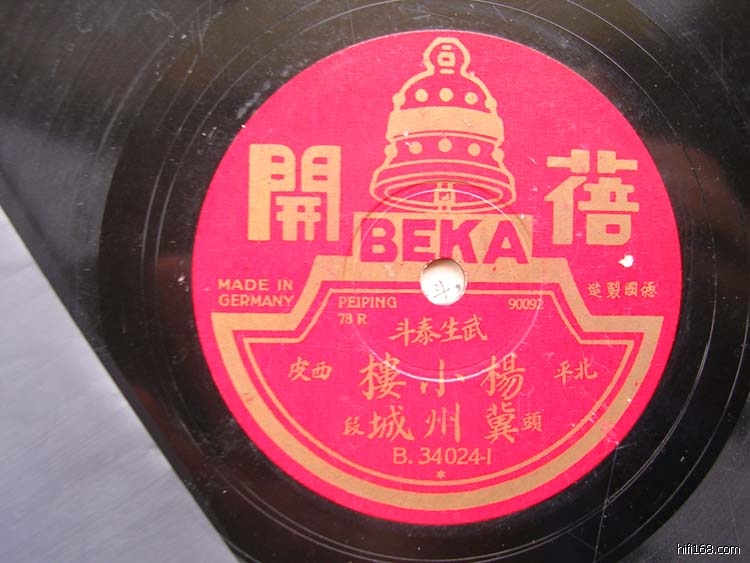 蓓開
BEKA
MADE IN
GERMANY
德國製造
PEIPING
78 R
90092
武生泰斗
北平 楊小樓 西皮
頭 冀州城 段
B. 34024-1
*
hifi168.com